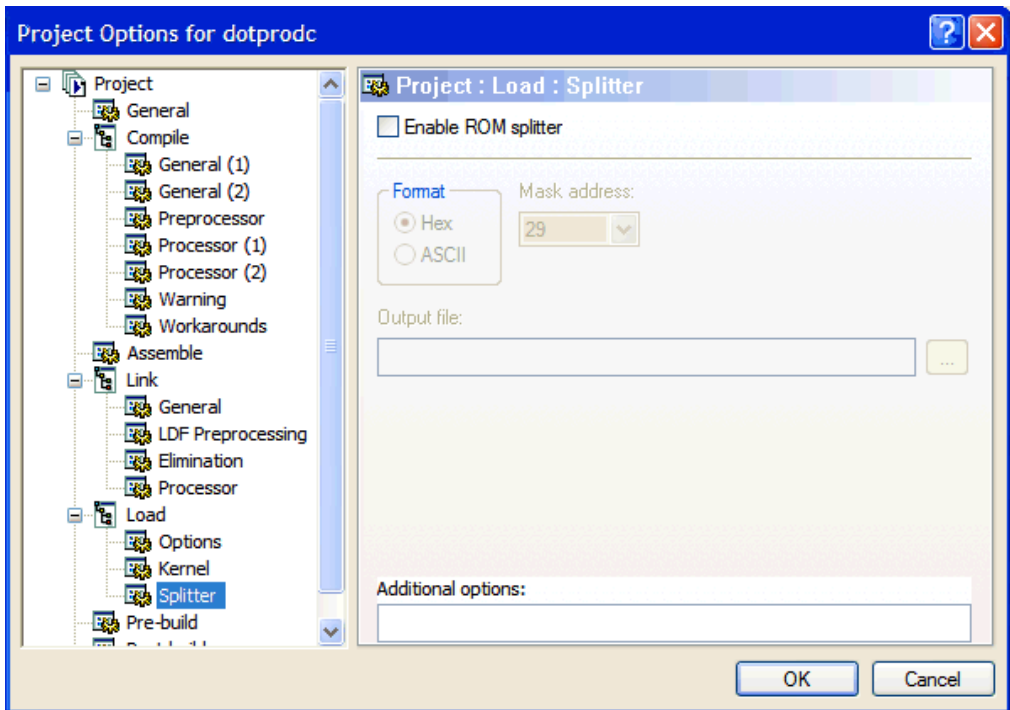 Project Options for dotprodc
Project
General
Compile
General (1)
General (2)
Preprocessor
Processor (1)
Processor (2)
Warning
Workarounds
Assemble
Link
General
LDF Preprocessing
Elimination
Processor
Load
Options
Kernel
Splitter
Pre-build
Project : Load : Splitter
Enable ROM splitter
Format
Hex
ASCII
Mask address:
29
Output file:
...
Additional options:
OK
Cancel